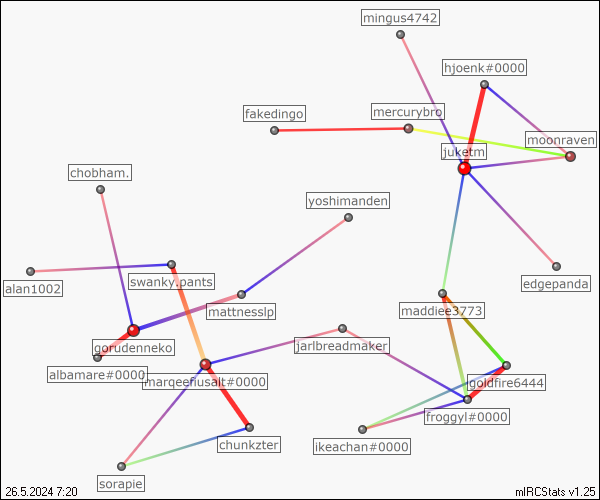 mingus4742
hjoenk#0000
fakedingo
mercurybro
moonraven
juketm
chobham.
yoshimanden
edgepanda
alan1002
swanky.pants
mattnesslp
maddiee3773
gorudenneko
jarlbreadmaker
albamare#0000
marqeefiusalt#0000
goldfire6444
froggyl#0000
chunkzter
ikeachan#0000
sorapie
26.5.2024 7:20
mIRCStats v1.25